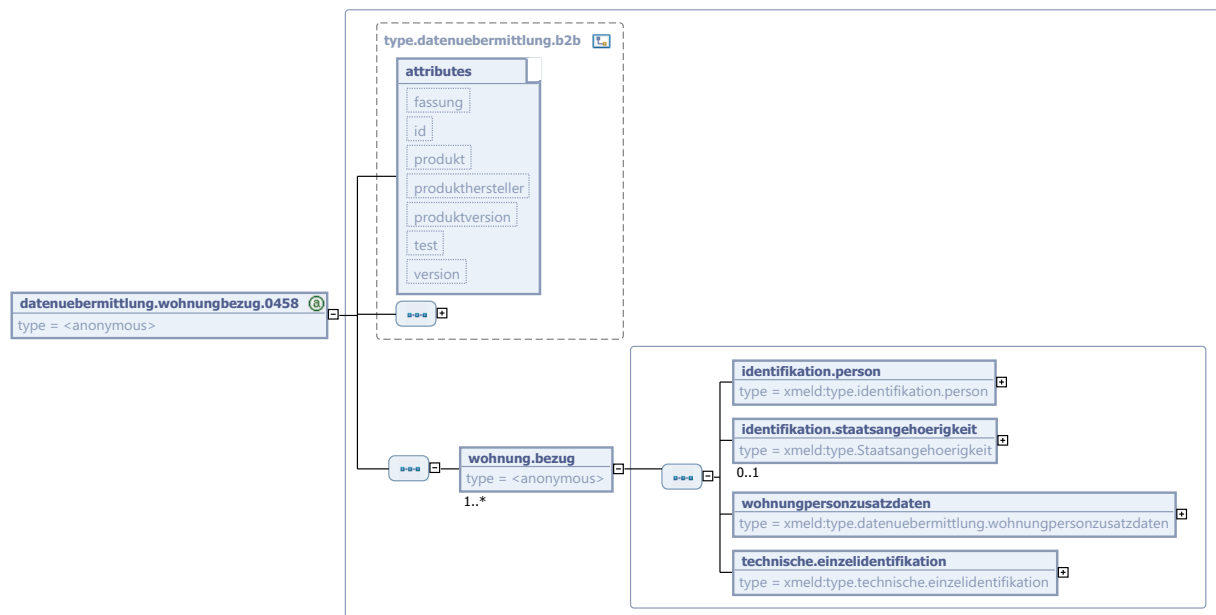 type.datenuebermittlung.b2b
attributes
fassung
id
produkt
produkthersteller
produktversion
test
version
datenuebermittlung.wohnungbezug.0458 a
type = <anonymous>
identifikation.person
type = xmeld:type.identifikation.person
identifikation.staatsangehoerigkeit
type = xmeld:type.Staatsangehoerigkeit
0..1
wohnung.bezug
type = <anonymous>
1..*
wohnungpersonzusatzdaten
type = xmeld:type.datenuebermittlung.wohnungpersonzusatzdaten
technische.einzelidentifikation
type = xmeld:type.technische.einzelidentifikation